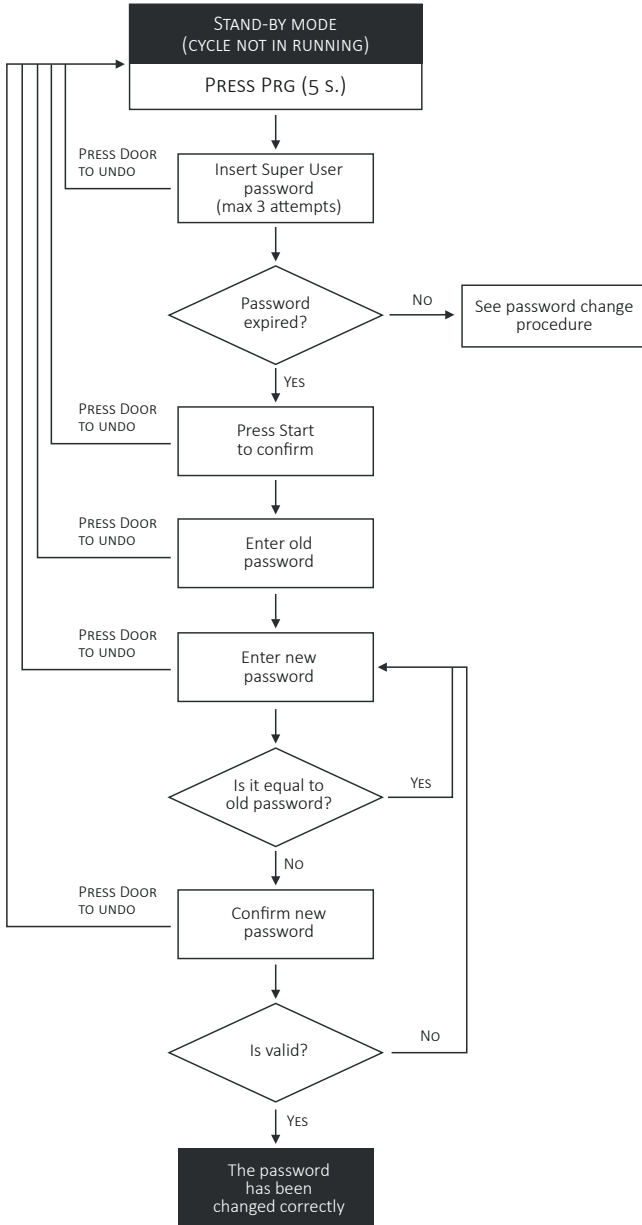 STAND-BY MODE
(CYCLE NOT IN RUNNING)
PRESS PRG (5 S.)
PRESS DOOR
TO UNDO
Insert Super User
password
(max 3 attempts)
Password
expired?
NO
See password change
procedure
YES
PRESS DOOR
TO UNDO
Press Start
to confirm
PRESS DOOR
TO UNDO
Enter old
password
PRESS DOOR
TO UNDO
Enter new
password
Is it equal to
old password?
YES
NO
PRESS DOOR
TO UNDO
Confirm new
password
Is valid?
NO
YES
The password
has been
changed correctly